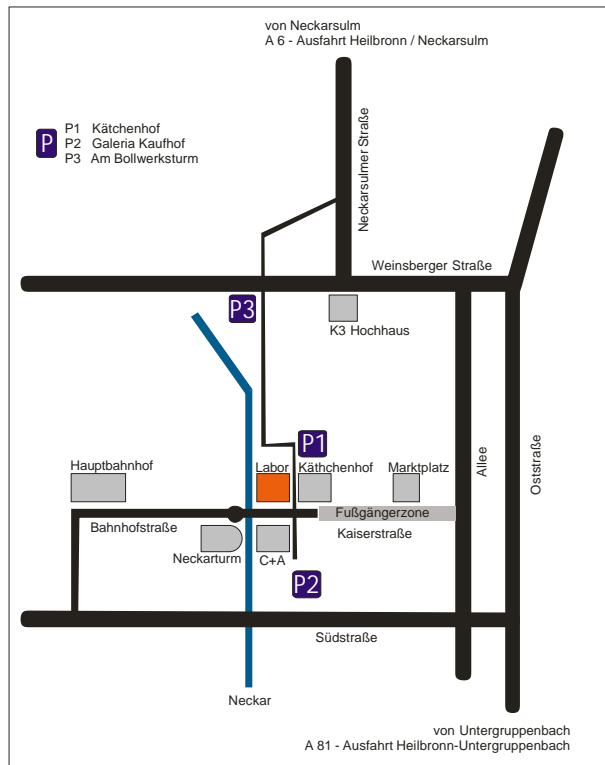 von Neckarsulm
A 6 - Ausfahrt Heilbronn / Neckarsulm
P
P1 Kätchenhof
P2 Galeria Kaufhof
P3 Am Bollwerksturm
Neckarsulmer Straße
Weinsberger Straße
P3
K3 Hochhaus
P1
Hauptbahnhof
Labor
Käthchenhof
Marktplatz
Allee
Oststraße
Fußgängerzone
Bahnhofstraße
Kaiserstraße
Neckarturm
C+A
P2
Südstraße
Neckar
von Untergruppenbach
A 81 - Ausfahrt Heilbronn-Untergruppenbach